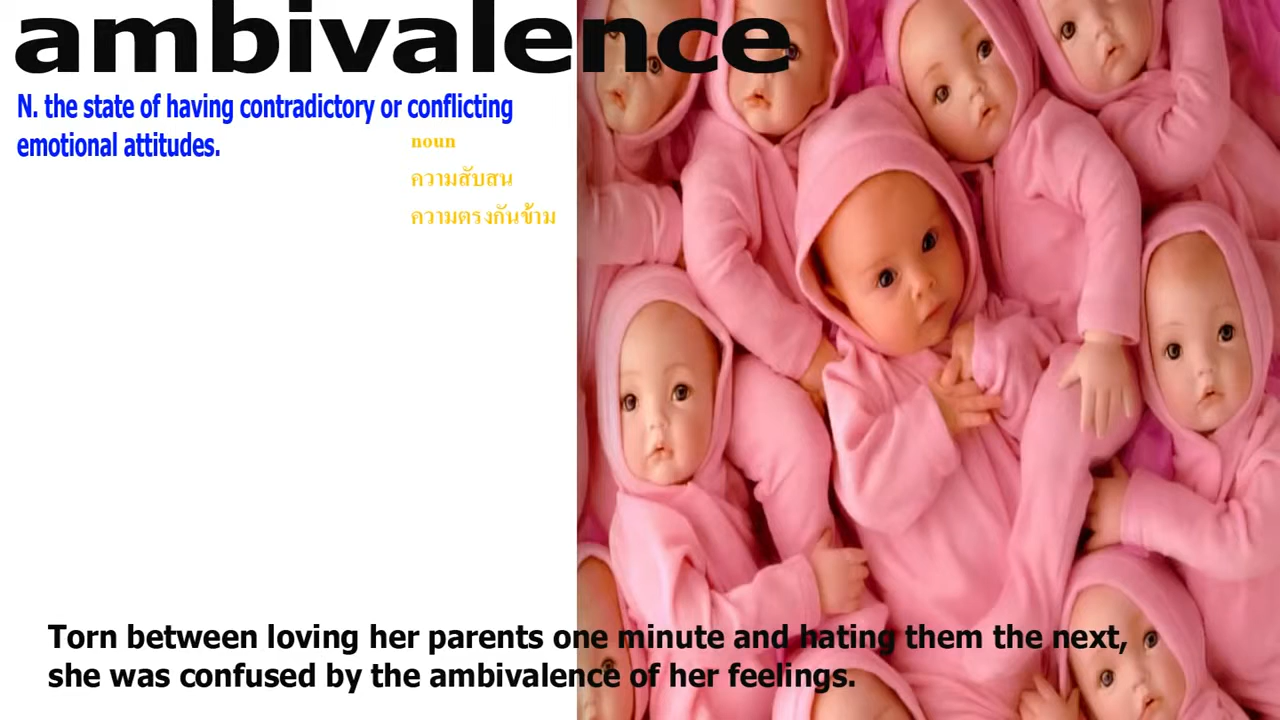 ambivalence
N. the state of having contradictory or conflicting
emotional attitudes.
noun
ความสับสน
ความตรงกันข้าม
Torn between loving her parents one minute and hating them the next,
she was confused by the ambivalence of her feelings.